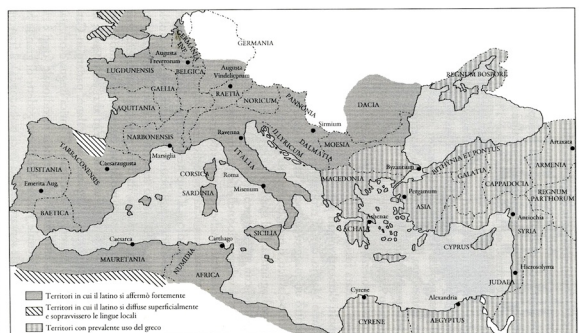 GERMANIA
GERMANIAE
Augusta
Treverorum
LUGDUNENSIS
BELGICA
Augusta
Vindelicprum
GALLIA
RAETIA
NORICUM
PANNONIA
REGNUM BOSPORI
AQUITANIA
DACIA
Sirmium
NARBONENSIS
Ravenna
ILLYRICUM
DALMATIA
MOESIA
Artaxata
Marsiglia
TARRACONENSIS
Caesaraugusta
ITALIA
CORSICA
Roma
Byzantium
BITHYNIA ET PONTUS
ARMENIA
LUSITANIA
MACEDONIA
GALATIA
Emerita Aug.
SARDINIA
Misenum
Pergamum
CAPPADOCIA
REGNUM
PARTHORUM
ASIA
BAETICA
Athenae
ACHAIA
Antiochia
SICILIA
SYRIA
Caesarea
Carthago
CYPRUS
MAURETANIA
NUMIDIA
AFRICA
Hierosolyma
JUDAEA
Cyrene
Alexandria
CYRENE
AEGYPTUS
Territori in cui il latino si affermò fortemente
Territori in cui il latino si diffuse superficialmente
e sopravvissero le lingue locali
Territori con prevalente uso del greco